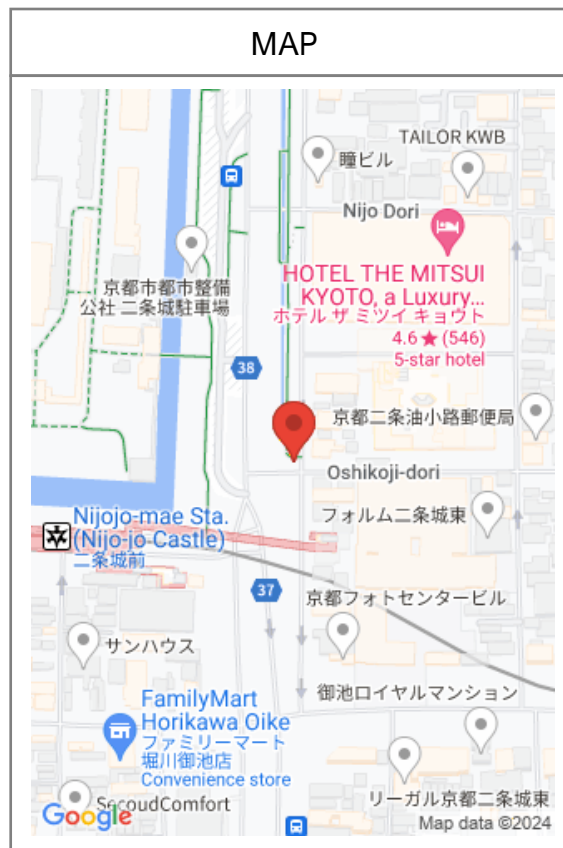 MAP
TAILOR KWB
瞳ビル
Nijo Dori
京都市都市整備
公社 二条城駐車場
HOTEL THE MITSUI
KYOTO, a Luxury...
ホテル ザ ミツイ キョウト
4.6★ (546)
5-star hotel
38
京都二条油小路郵便局
Oshikoji-dori
Nijojo-mae Sta.
(Nijo-jo Castle)
二条城前
フォルム二条城東
37
京都フォトセンタービル
サンハウス
御池ロイヤルマンション
FamilyMart
Horikawa Oike
ファミリーマート
堀川御池店
Convenience store
SecoudComfort
リーガル京都二条城東
Google
Map data ©2024